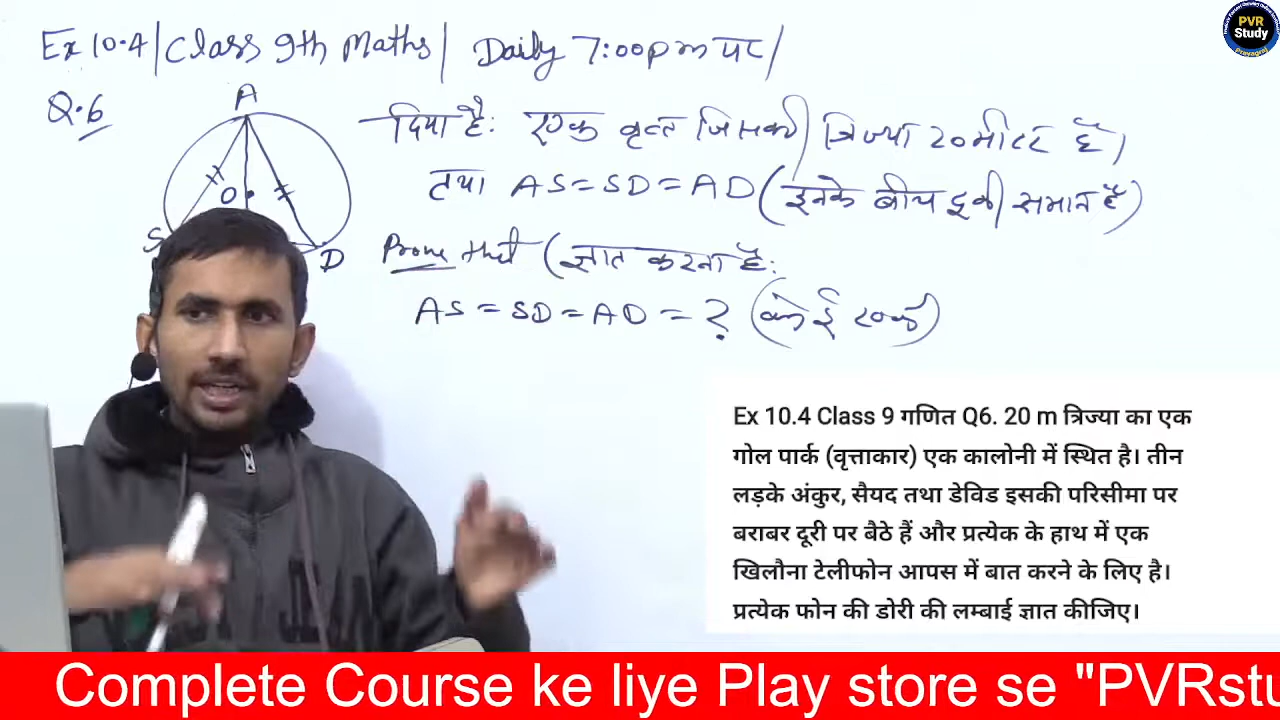 Ex 10.4 | Class 9th Maths | Daily 7:00pm पर |
Q.6
A
O
S
D
दिया है: एक वृत्त जिसकी त्रिज्या 20 मीटर है।
तथा AS = SD = AD (इनके बीच दूरी समान है)
Prove that (ज्ञात करना है:
AS = SD = AD = ?
PVR
Study
Prayagraj
Ex 10.4 Class 9 गणित Q6. 20 m त्रिज्या का एक
गोल पार्क (वृत्ताकार) एक कालोनी में स्थित है। तीन
लड़के अंकुर, सैयद तथा डेविड इसकी परिसीमा पर
बराबर दूरी पर बैठे हैं और प्रत्येक के हाथ में एक
खिलौना टेलीफोन आपस में बात करने के लिए है।
प्रत्येक फोन की डोरी की लम्बाई ज्ञात कीजिए।
Complete Course ke liye Play store se "PVRstu